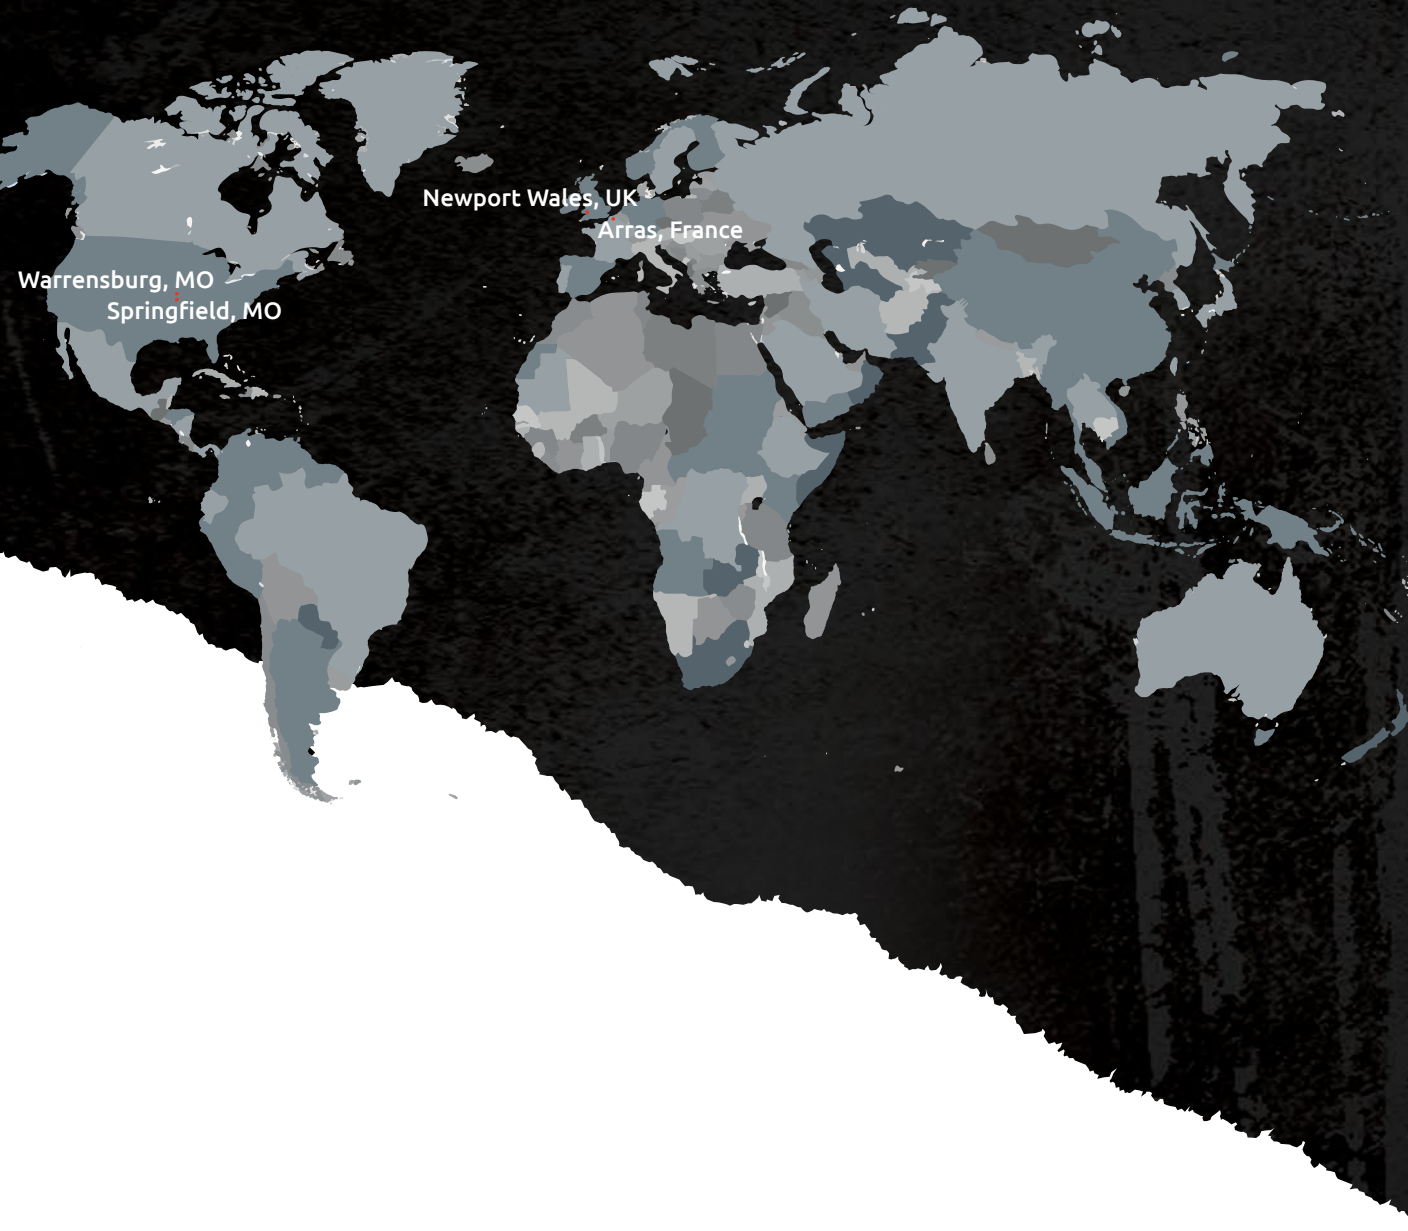 Newport Wales, UK
Arras, France
Warrensburg, MO
Springfield, MO